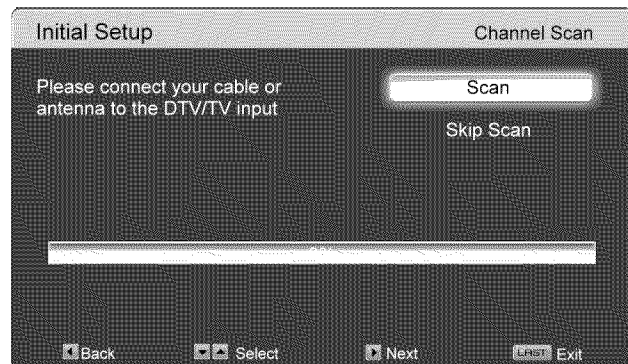 Initial Setup
Channel Scan
Please connect your cable or
antenna to the DTV/TV input
Scan
Skip Scan
Back
Select
Next
LAST Exit